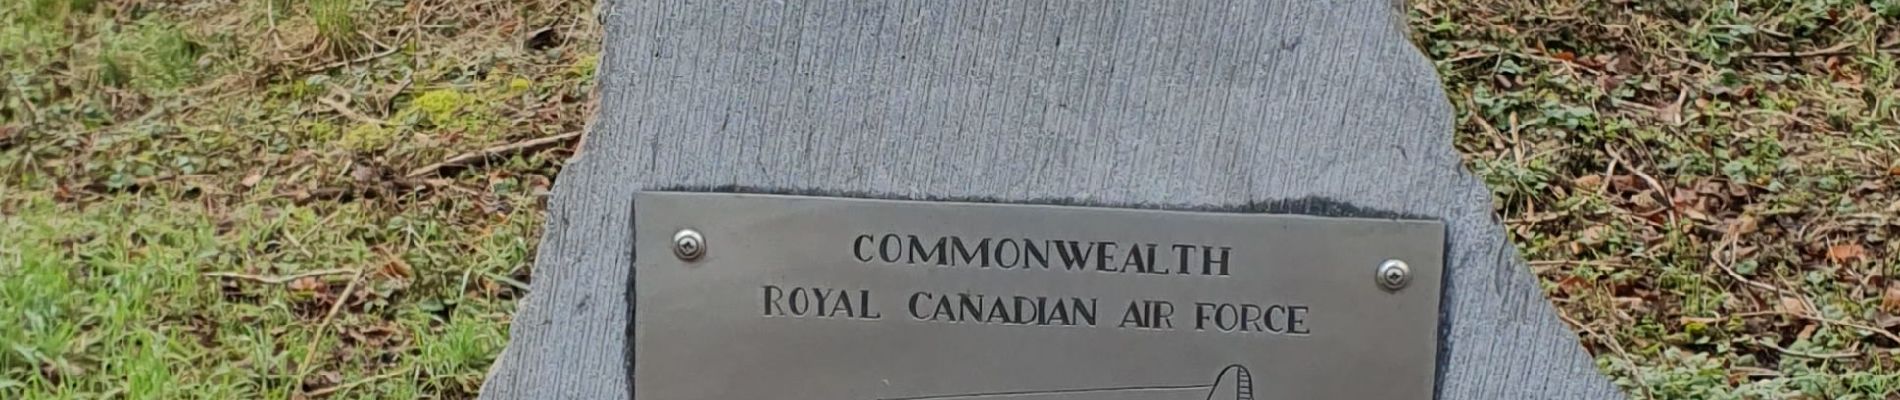 COMMONWEALTH
ROYAL CANADIAN AIR FORCE